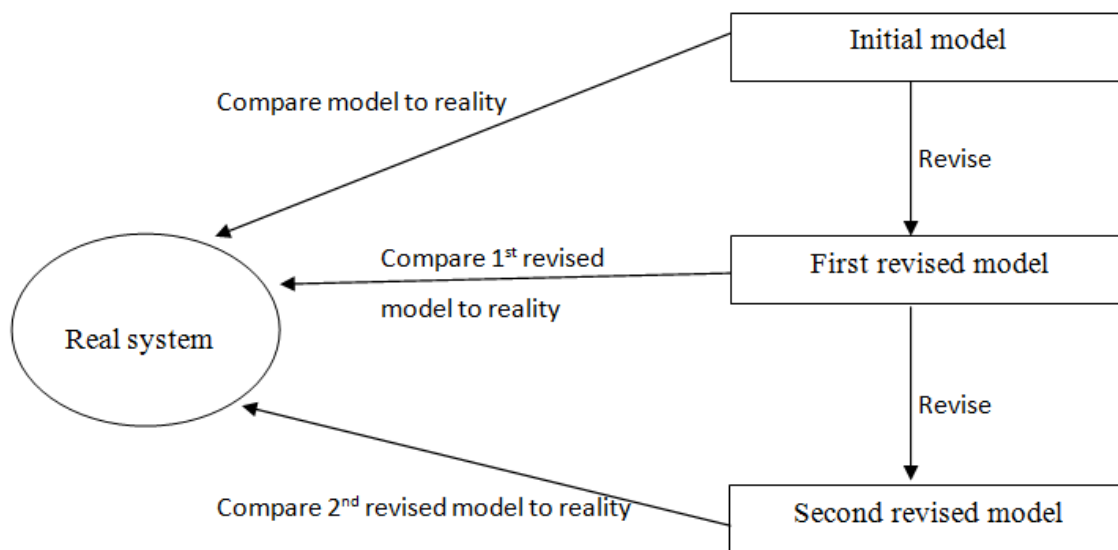 Initial model
Compare model to reality
Revise
Compare 1st revised
First revised model
model to reality
Real system
Revise
Compare 2nd revised model to reality
Second revised model